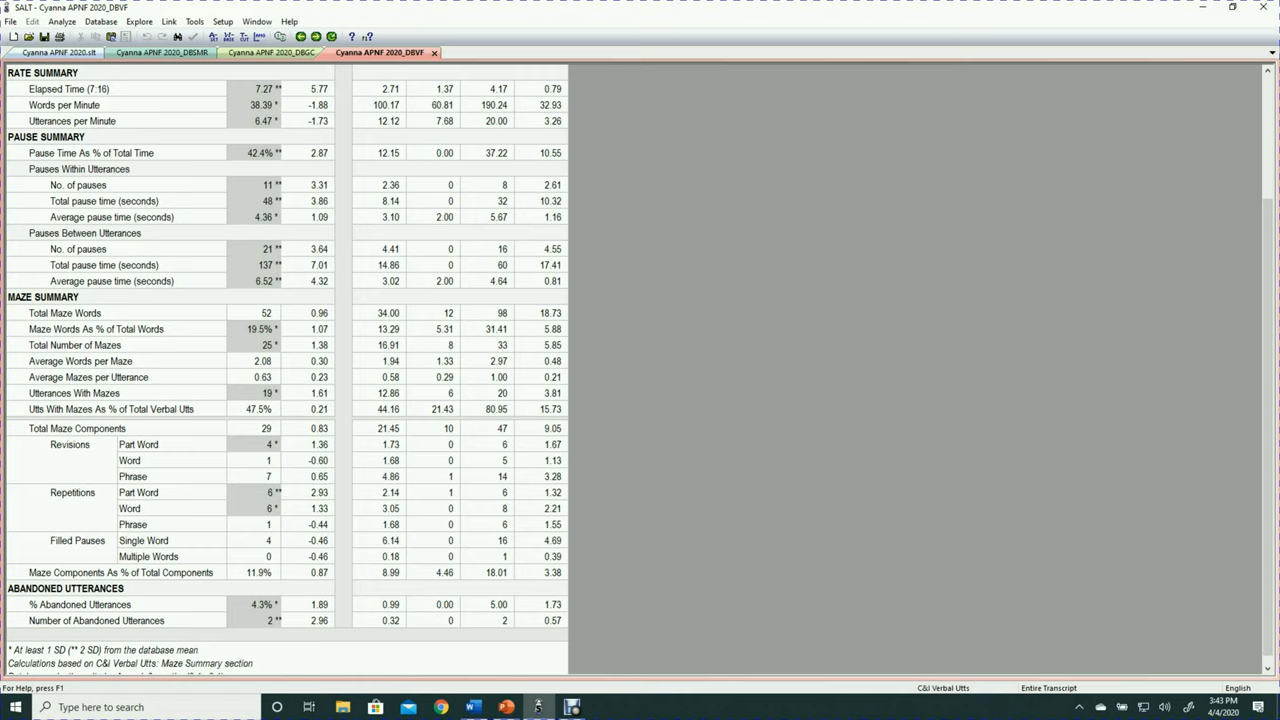 SALT - Cyanna APNF 2020_DBVF
File Edit Analyze Database Explore Link Tools Setup Window Help
Cyanna APNF 2020.slt Cyanna APNF 2020_DBSMR Cyanna APNF 2020_DBGC Cyanna APNF 2020_DBVF
RATE SUMMARY
Elapsed Time (7:16) 7.27 ** 5.77 2.71 1.37 4.17 0.79
Words per Minute 38.39 * -1.88 100.17 60.81 190.24 32.93
Utterances per Minute 6.47 * -1.73 12.12 7.68 20.00 3.26
PAUSE SUMMARY
Pause Time As % of Total Time 42.4% ** 2.87 12.15 0.00 37.22 10.55
Pauses Within Utterances
No. of pauses 11 ** 3.31 2.36 0 8 2.61
Total pause time (seconds) 48 ** 3.86 8.14 0 32 10.32
Average pause time (seconds) 4.36 * 1.09 3.10 2.00 5.67 1.16
Pauses Between Utterances
No. of pauses 21 ** 3.64 4.41 0 16 4.55
Total pause time (seconds) 137 ** 7.01 14.86 0 60 17.41
Average pause time (seconds) 6.52 ** 4.32 3.02 2.00 4.64 0.81
MAZE SUMMARY
Total Maze Words 52 0.96 34.00 12 98 18.73
Maze Words As % of Total Words 19.5% * 1.07 13.29 5.31 31.41 5.88
Total Number of Mazes 25 * 1.38 16.91 8 33 5.85
Average Words per Maze 2.08 0.30 1.94 1.33 2.97 0.48
Average Mazes per Utterance 0.63 0.23 0.58 0.29 1.00 0.21
Utterances With Mazes 19 * 1.61 12.86 6 20 3.81
Utts With Mazes As % of Total Verbal Utts 47.5% 0.21 44.16 21.43 80.95 15.73
Total Maze Components 29 0.83 21.45 10 47 9.05
Revisions Part Word 4 * 1.36 1.73 0 6 1.67
Word 1 -0.60 1.68 0 5 1.13
Phrase 7 0.65 4.86 1 14 3.28
Repetitions Part Word 6 ** 2.93 2.14 1 6 1.32
Word 6 * 1.33 3.05 0 8 2.21
Phrase 1 -0.44 1.68 0 6 1.55
Filled Pauses Single Word 4 -0.46 6.14 0 16 4.69
Multiple Words 0 -0.46 0.18 0 1 0.39
Maze Components As % of Total Components 11.9% 0.87 8.99 4.46 18.01 3.38
ABANDONED UTTERANCES
% Abandoned Utterances 4.3% * 1.89 0.99 0.00 5.00 1.73
Number of Abandoned Utterances 2 ** 2.96 0.32 0 2 0.57
* At least 1 SD (** 2 SD) from the database mean
Calculations based on C&I Verbal Utts: Maze Summary section
For Help, press F1 C&I Verbal Utts Entire Transcript English
Type here to search
3:43 PM
4/4/2020